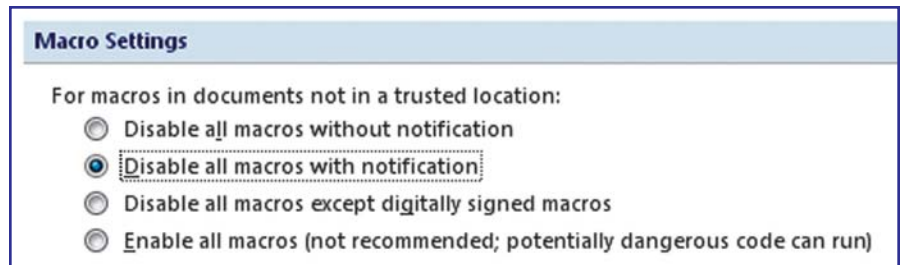 Macro Settings
For macros in documents not in a trusted location:
Disable all macros without notification
Disable all macros with notification
Disable all macros except digitally signed macros
Enable all macros (not recommended; potentially dangerous code can run)